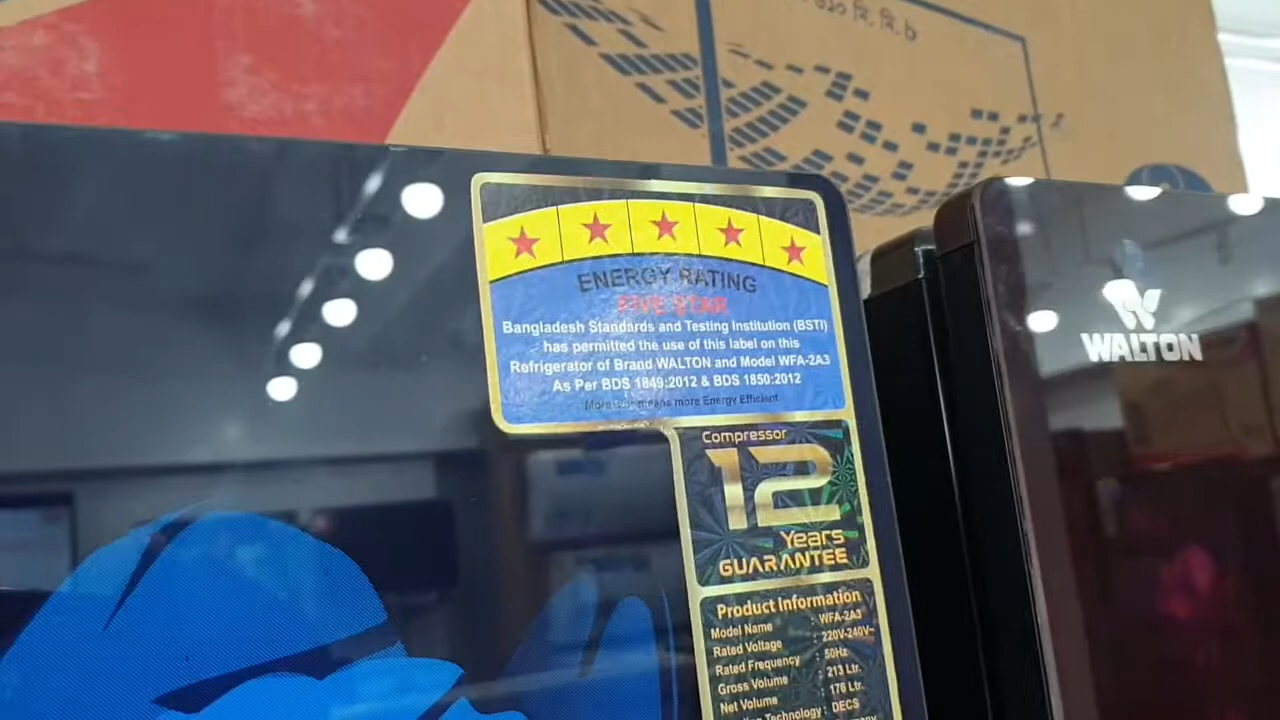 ৬১০ মি. মি. ৮
ENERGY RATING
FIVE STAR
Bangladesh Standards and Testing Institution (BSTI)
has permitted the use of this label on this
Refrigerator of Brand WALTON and Model WFA-2A3
As Per BDS 1849:2012 & BDS 1850:2012
More star means more Energy Efficient
Compressor
12
Years
GUARANTEE
Product Information
Model Name : WFA-2A3
Rated Voltage : 220V-240V~
Rated Frequency : 50Hz
Gross Volume : 213 Ltr.
Net Volume : 176 Ltr.
Technology : DECS
WALTON